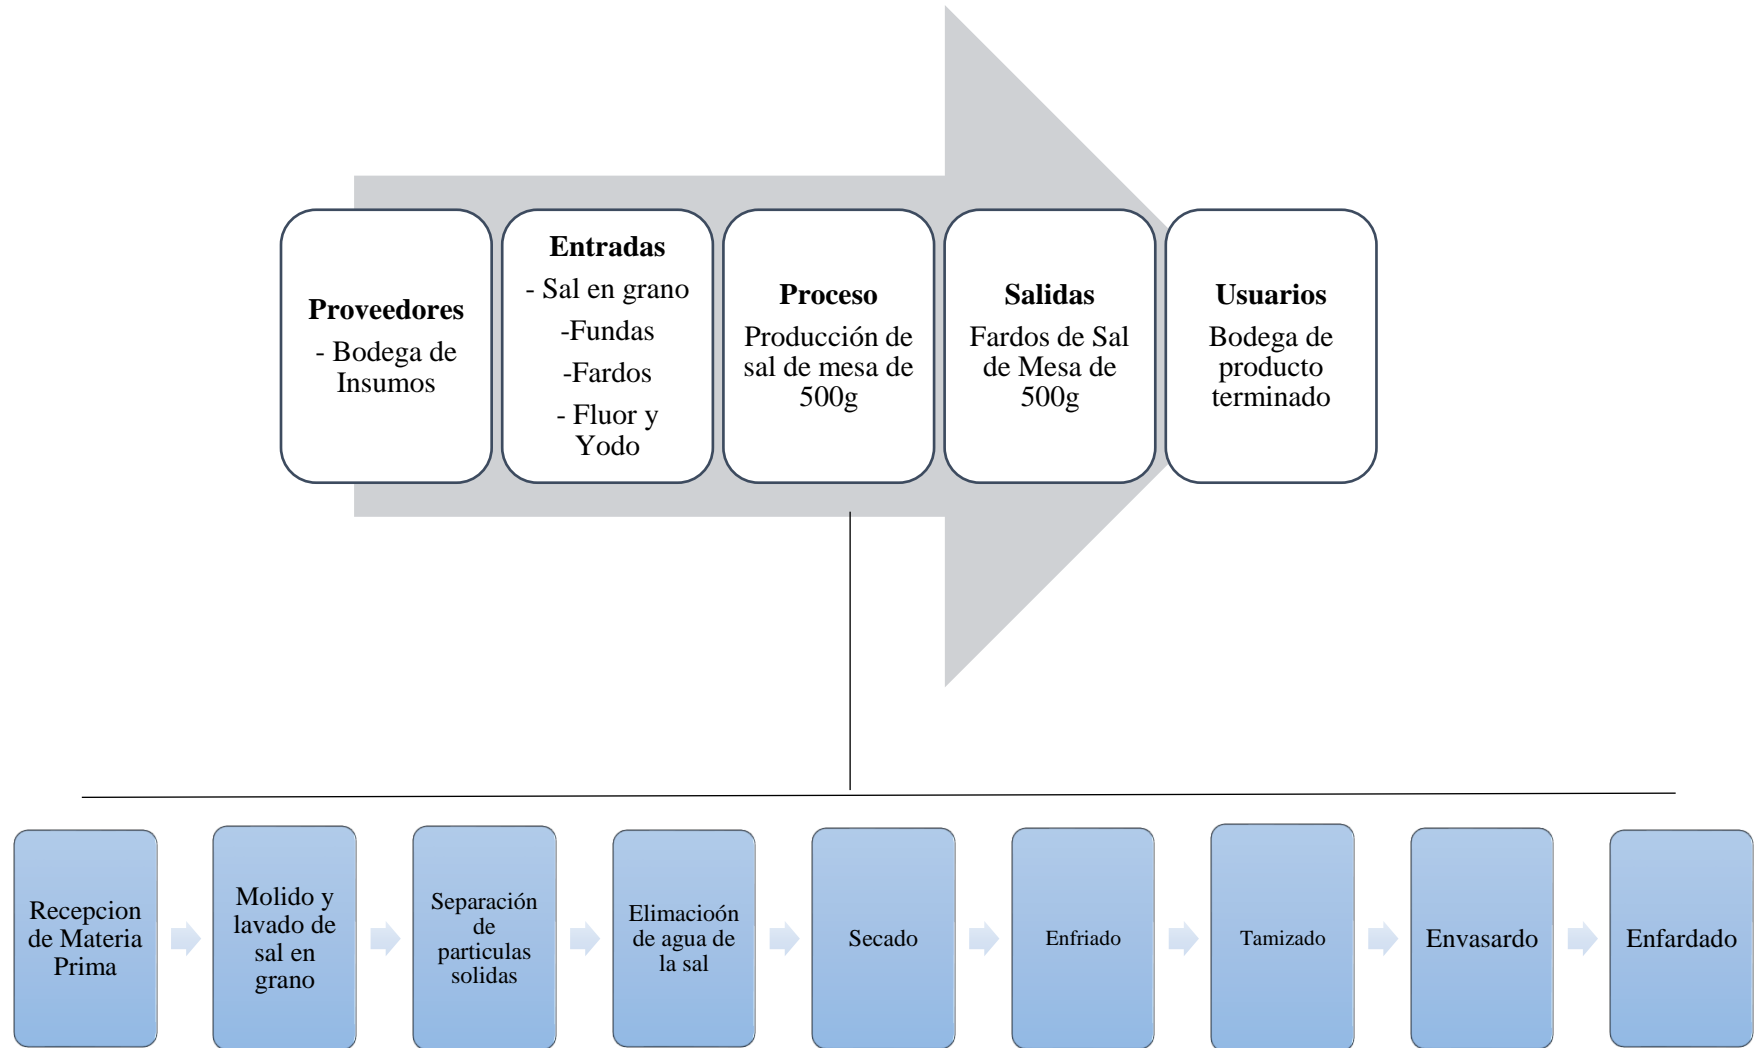 Proveedores
- Bodega de
Insumos
Entradas
- Sal en grano
-Fundas
-Fardos
- Fluor y
Yodo
Proceso
Producción de
sal de mesa de
500g
Salidas
Fardos de Sal
de Mesa de
500g
Usuarios
Bodega de
producto
terminado
Recepcion
de Materia
Prima
Molido y
lavado de
sal en
grano
Separación
de
particulas
solidas
Elimacioón
de agua de
la sal
Secado
Enfriado
Tamizado
Envasardo
Enfardado